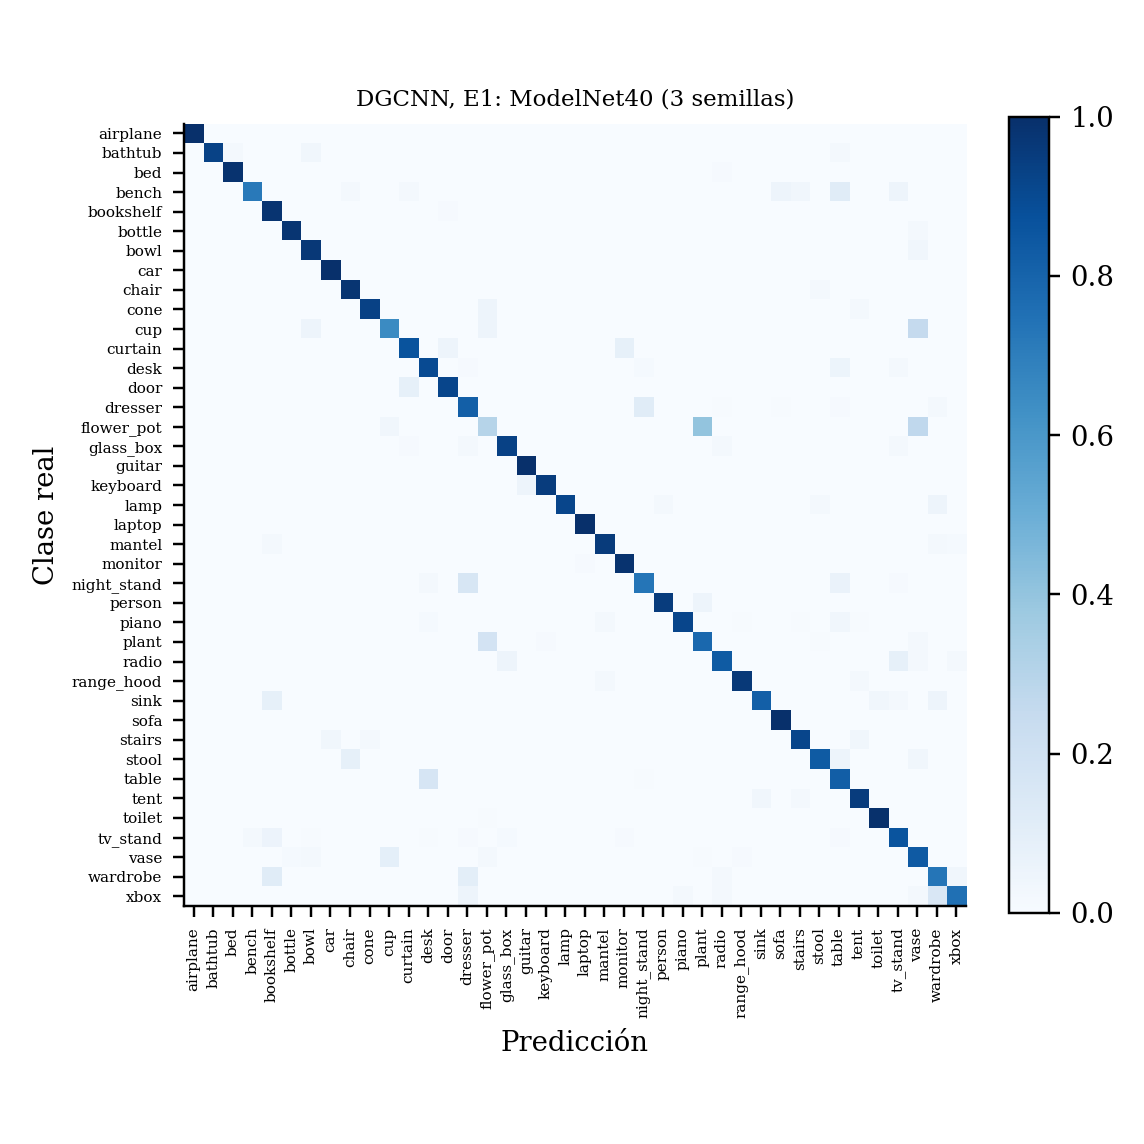 DGCNN, E1: ModelNet40 (3 semillas)
Clase real
airplane
bathtub
bed
bench
bookshelf
bottle
bowl
car
chair
cone
cup
curtain
desk
door
dresser
flower_pot
glass_box
guitar
keyboard
lamp
laptop
mantel
monitor
night_stand
person
piano
plant
radio
range_hood
sink
sofa
stairs
stool
table
tent
toilet
tv_stand
vase
wardrobe
xbox
airplane
bathtub
bed
bench
bookshelf
bottle
bowl
car
chair
cone
cup
curtain
desk
door
dresser
flower_pot
glass_box
guitar
keyboard
lamp
laptop
mantel
monitor
night_stand
person
piano
plant
radio
range_hood
sink
sofa
stairs
stool
table
tent
toilet
tv_stand
vase
wardrobe
xbox
Predicción
1.0
0.8
0.6
0.4
0.2
0.0